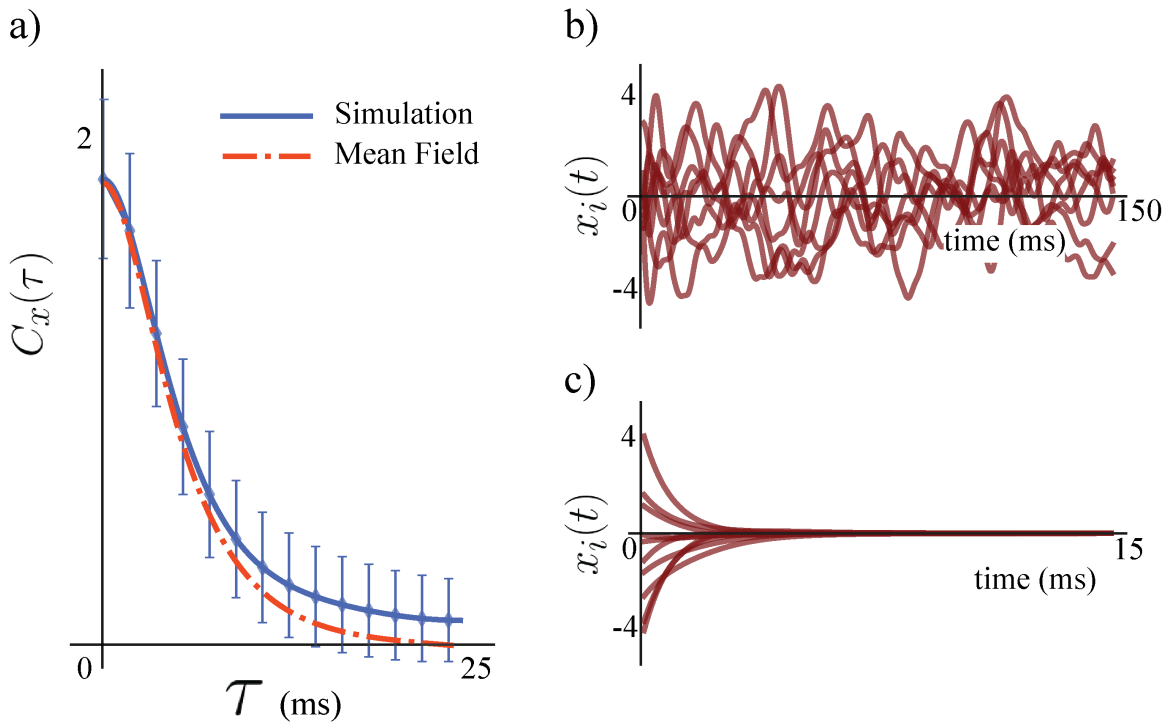 a)
2
Simulation
Mean Field
C_x(τ)
0
25
τ (ms)
b)
4
x_i(t)
0
150
time (ms)
-4
c)
4
x_i(t)
0
15
time (ms)
-4